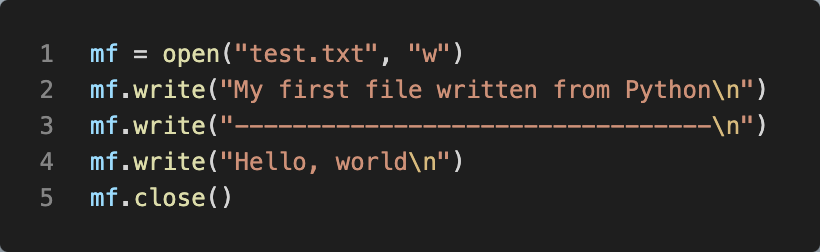 1 mf = open("test.txt", "w")
2 mf.write("My first file written from Python\n")
3 mf.write("---------------------------------\n")
4 mf.write("Hello, world\n")
5 mf.close()